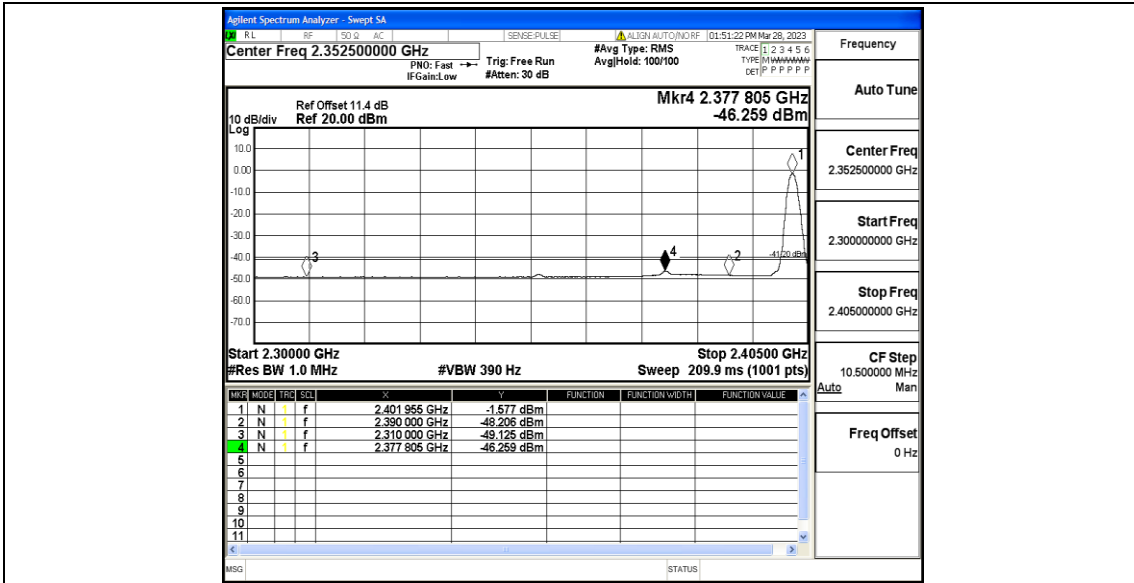 Agilent Spectrum Analyzer - Swept SA
RL RF 50 Ω AC SENSE:PULSE ALIGN AUTO/NO RF 01:51:22 PM Mar 28, 2023
Center Freq 2.352500000 GHz
PNO: Fast
IFGain:Low
Trig: Free Run
#Atten: 30 dB
#Avg Type: RMS
Avg|Hold: 100/100
TRACE 1 2 3 4 5 6
TYPE M
DET P P P P P P
Ref Offset 11.4 dB
Ref 20.00 dBm
10 dB/div
Log
Mkr4 2.377 805 GHz
-46.259 dBm
10.0
0.00
-10.0
-20.0
-30.0
-40.0
-50.0
-60.0
-70.0
1
2
3
4
-41.20 dBm
Start 2.30000 GHz Stop 2.40500 GHz
#Res BW 1.0 MHz #VBW 390 Hz Sweep 209.9 ms (1001 pts)
MKR MODE TRC SCL X Y FUNCTION FUNCTION WIDTH FUNCTION VALUE
1 N 1 f 2.401 955 GHz -1.577 dBm
2 N 1 f 2.390 000 GHz -48.206 dBm
3 N 1 f 2.310 000 GHz -49.125 dBm
4 N 1 f 2.377 805 GHz -46.259 dBm
5
6
7
8
9
10
11
MSG STATUS
Frequency
Auto Tune
Center Freq
2.352500000 GHz
Start Freq
2.300000000 GHz
Stop Freq
2.405000000 GHz
CF Step
10.500000 MHz
Auto Man
Freq Offset
0 Hz